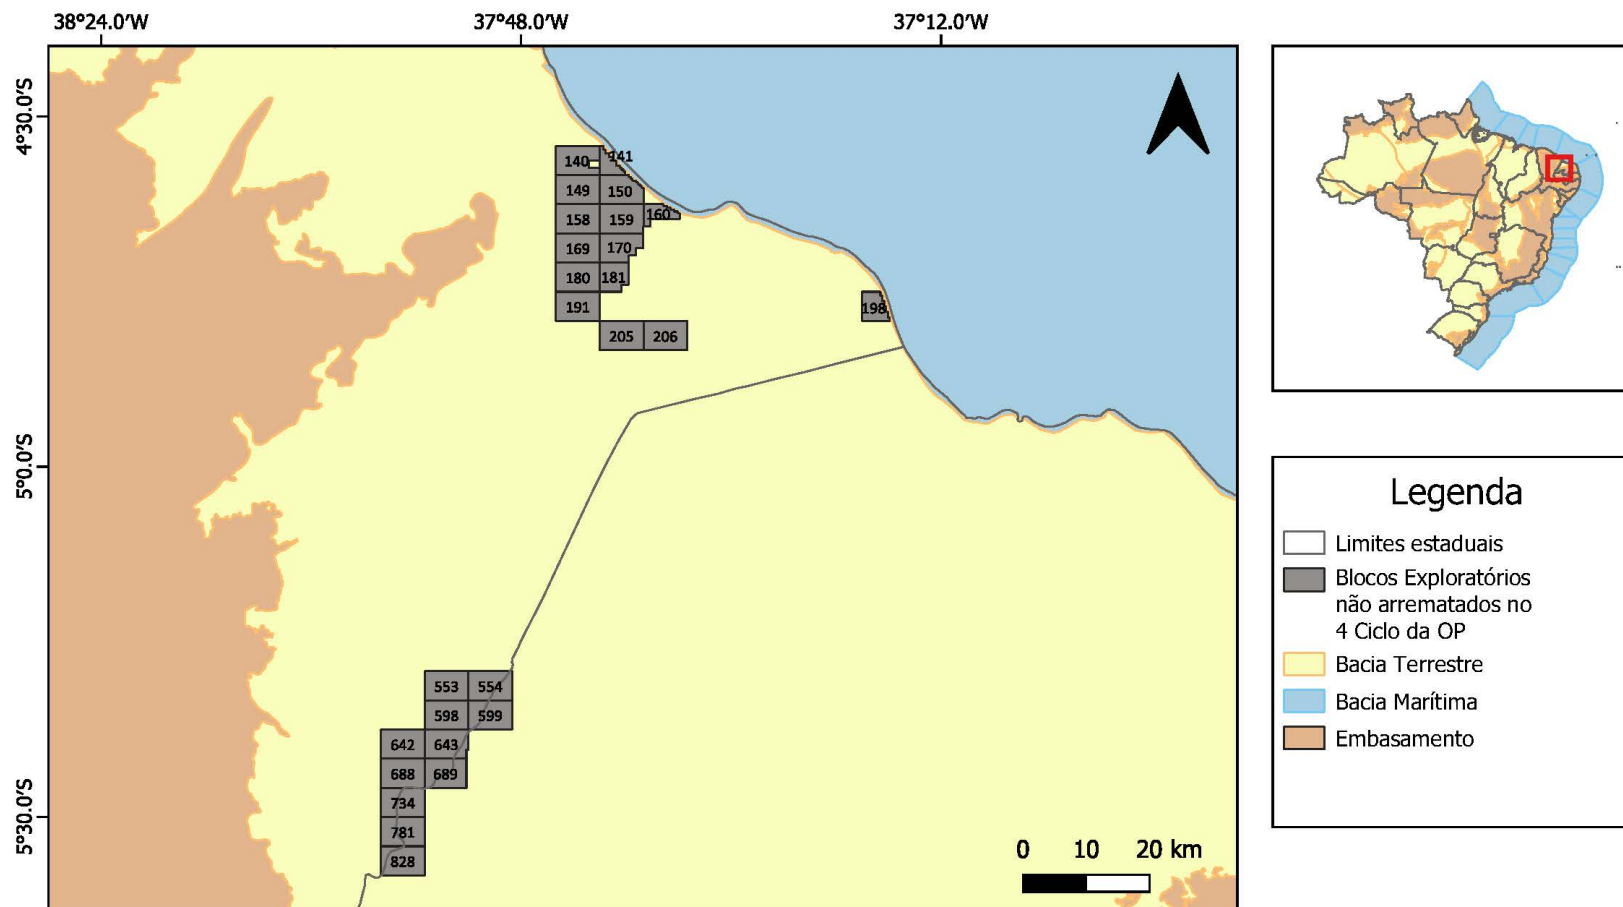 38°24.0′W 37°48.0′W 37°12.0′W
4°30.0′S
5°0.0′S
5°30.0′S
140 141
149 150
158 159 160
169 170
180 181
191
198
205 206
553 554
598 599
642 643
688 689
734
781
828
0 10 20 km
Legenda
Limites estaduais
Blocos Exploratórios
não arrematados no
4 Ciclo da OP
Bacia Terrestre
Bacia Marítima
Embasamento